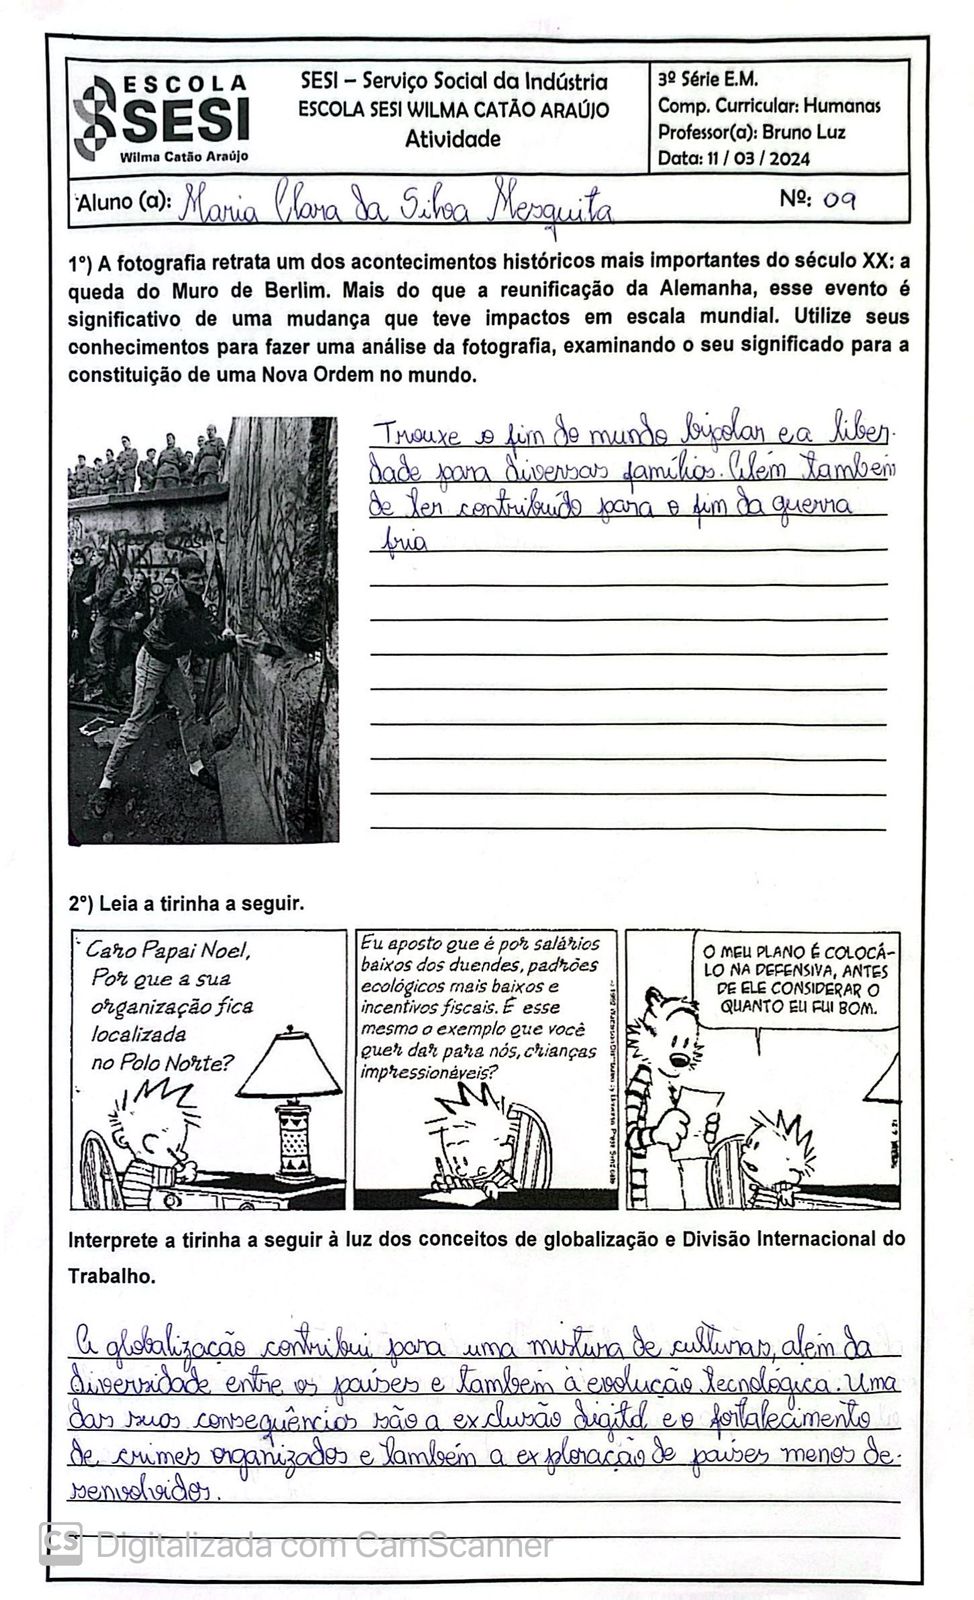 ESCOLA
SESI
Wilma Catão Araújo
SESI – Serviço Social da Indústria
ESCOLA SESI WILMA CATÃO ARAÚJO
Atividade
3º Série E.M.
Comp. Curricular: Humanas
Professor(a): Bruno Luz
Data: 11 / 03 / 2024
Aluno (a): Maria Clara da Silva Mesquita
Nº: 09
1º) A fotografia retrata um dos acontecimentos históricos mais importantes do século XX: a
queda do Muro de Berlim. Mais do que a reunificação da Alemanha, esse evento é
significativo de uma mudança que teve impactos em escala mundial. Utilize seus
conhecimentos para fazer uma análise da fotografia, examinando o seu significado para a
constituição de uma Nova Ordem no mundo.
Trouxe o fim do mundo bipolar e a liber-
dade para diversas famílias. Além também
de ter contribuído para o fim da guerra
fria
2º) Leia a tirinha a seguir.
Caro Papai Noel,
Por que a sua
organização fica
localizada
no Polo Norte?
Eu aposto que é por salários
baixos dos duendes, padrões
ecológicos mais baixos e
incentivos fiscais. É esse
mesmo o exemplo que você
quer dar para nós, crianças
impressionáveis?
O MEU PLANO É COLOCÁ-
LO NA DEFENSIVA, ANTES
DE ELE CONSIDERAR O
QUANTO EU FUI BOM.
Interprete a tirinha a seguir à luz dos conceitos de globalização e Divisão Internacional do
Trabalho.
A globalização contribui para uma mistura de culturas, além da
diversidade entre os países e também à evolução tecnológica. Uma
das suas consequências são a exclusão digital e o fortalecimento
de crimes organizados e também a exploração de países menos de-
senvolvidos.
CS Digitalizada com CamScanner